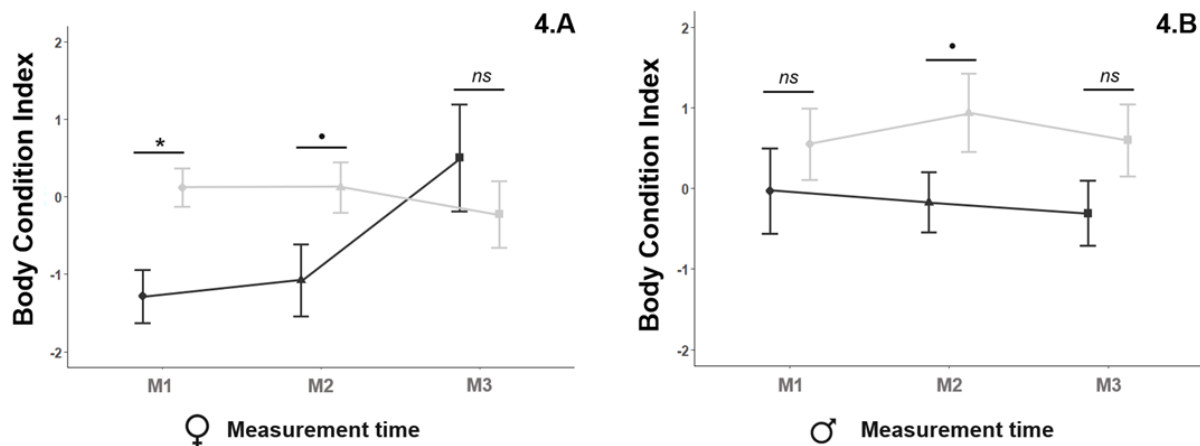 4.A
Body Condition Index
2
1
0
-1
-2
*
•
ns
M1 M2 M3
♀ Measurement time
4.B
Body Condition Index
2
1
0
-1
-2
ns
•
ns
M1 M2 M3
♂ Measurement time